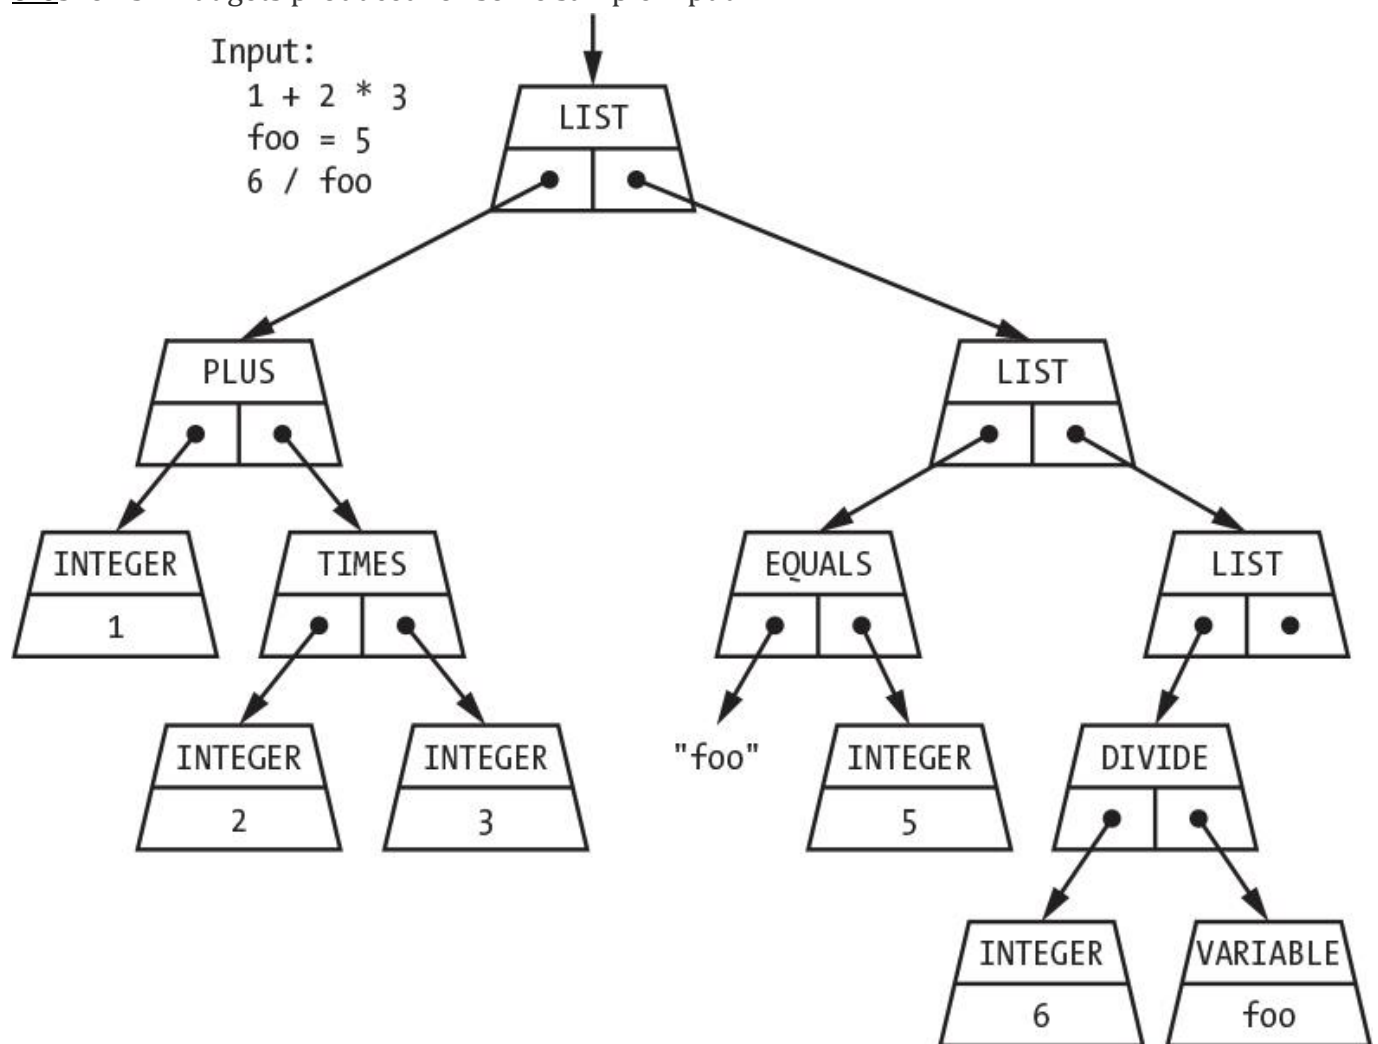 Input:
1 + 2 * 3
foo = 5
6 / foo
LIST
PLUS
LIST
INTEGER
TIMES
EQUALS
LIST
1
INTEGER
INTEGER
"foo"
INTEGER
DIVIDE
2
3
5
INTEGER
VARIABLE
6
foo